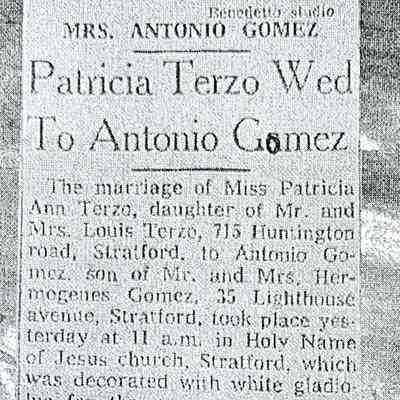 Benedetto studio
MRS. ANTONIO GOMEZ
Patricia Terzo Wed
To Antonio Gomez
The marriage of Miss Patricia
Ann Terzo, daughter of Mr. and
Mrs. Louis Terzo, 715 Huntington
road, Stratford, to Antonio Go-
mez, son of Mr. and Mrs. Her-
mogenes Gomez, 35 Lighthouse
avenue, Stratford, took place yes-
terday at 11 a.m. in Holy Name
of Jesus church, Stratford, which
was decorated with white gladio-